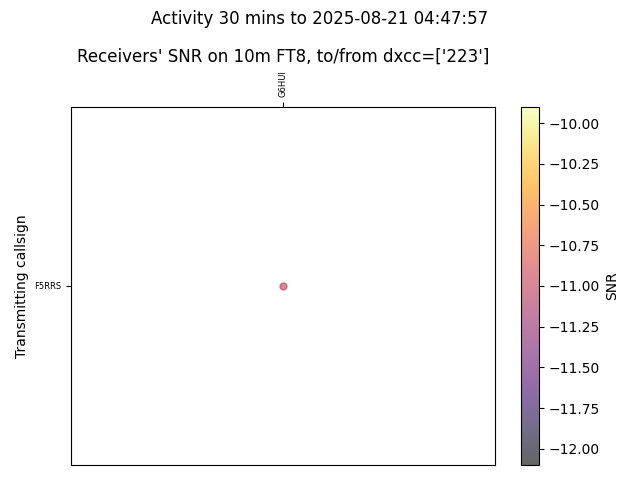 Activity 30 mins to 2025-08-21 04:47:57
Receivers' SNR on 10m FT8, to/from dxcc=['223']
G6HUI
Transmitting callsign
F5RRS
−10.00
−10.25
−10.50
−10.75
−11.00
−11.25
−11.50
−11.75
−12.00
SNR